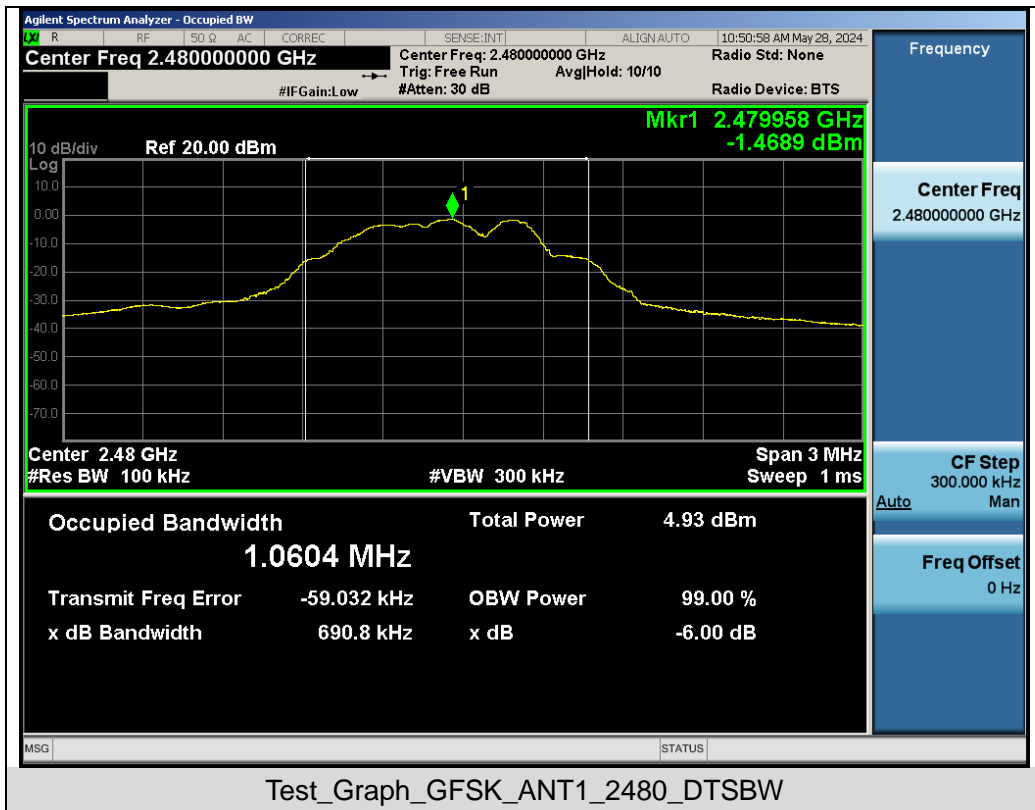 Agilent Spectrum Analyzer - Occupied BW
LXI R RF 50 Ω AC CORREC SENSE:INT ALIGN AUTO 10:50:58 AM May 28, 2024
Center Freq 2.480000000 GHz Center Freq: 2.480000000 GHz Radio Std: None Frequency
Trig: Free Run Avg|Hold: 10/10
#IFGain:Low #Atten: 30 dB Radio Device: BTS
Mkr1 2.479958 GHz
10 dB/div Ref 20.00 dBm -1.4689 dBm
Log
10.0
0.00
-10.0
-20.0
-30.0
-40.0
-50.0
-60.0
-70.0
1
Center Freq
2.480000000 GHz
Center 2.48 GHz Span 3 MHz
#Res BW 100 kHz #VBW 300 kHz Sweep 1 ms
CF Step
300.000 kHz
Auto Man
Occupied Bandwidth Total Power 4.93 dBm
1.0604 MHz
Freq Offset
0 Hz
Transmit Freq Error -59.032 kHz OBW Power 99.00 %
x dB Bandwidth 690.8 kHz x dB -6.00 dB
MSG STATUS
Test_Graph_GFSK_ANT1_2480_DTSBW